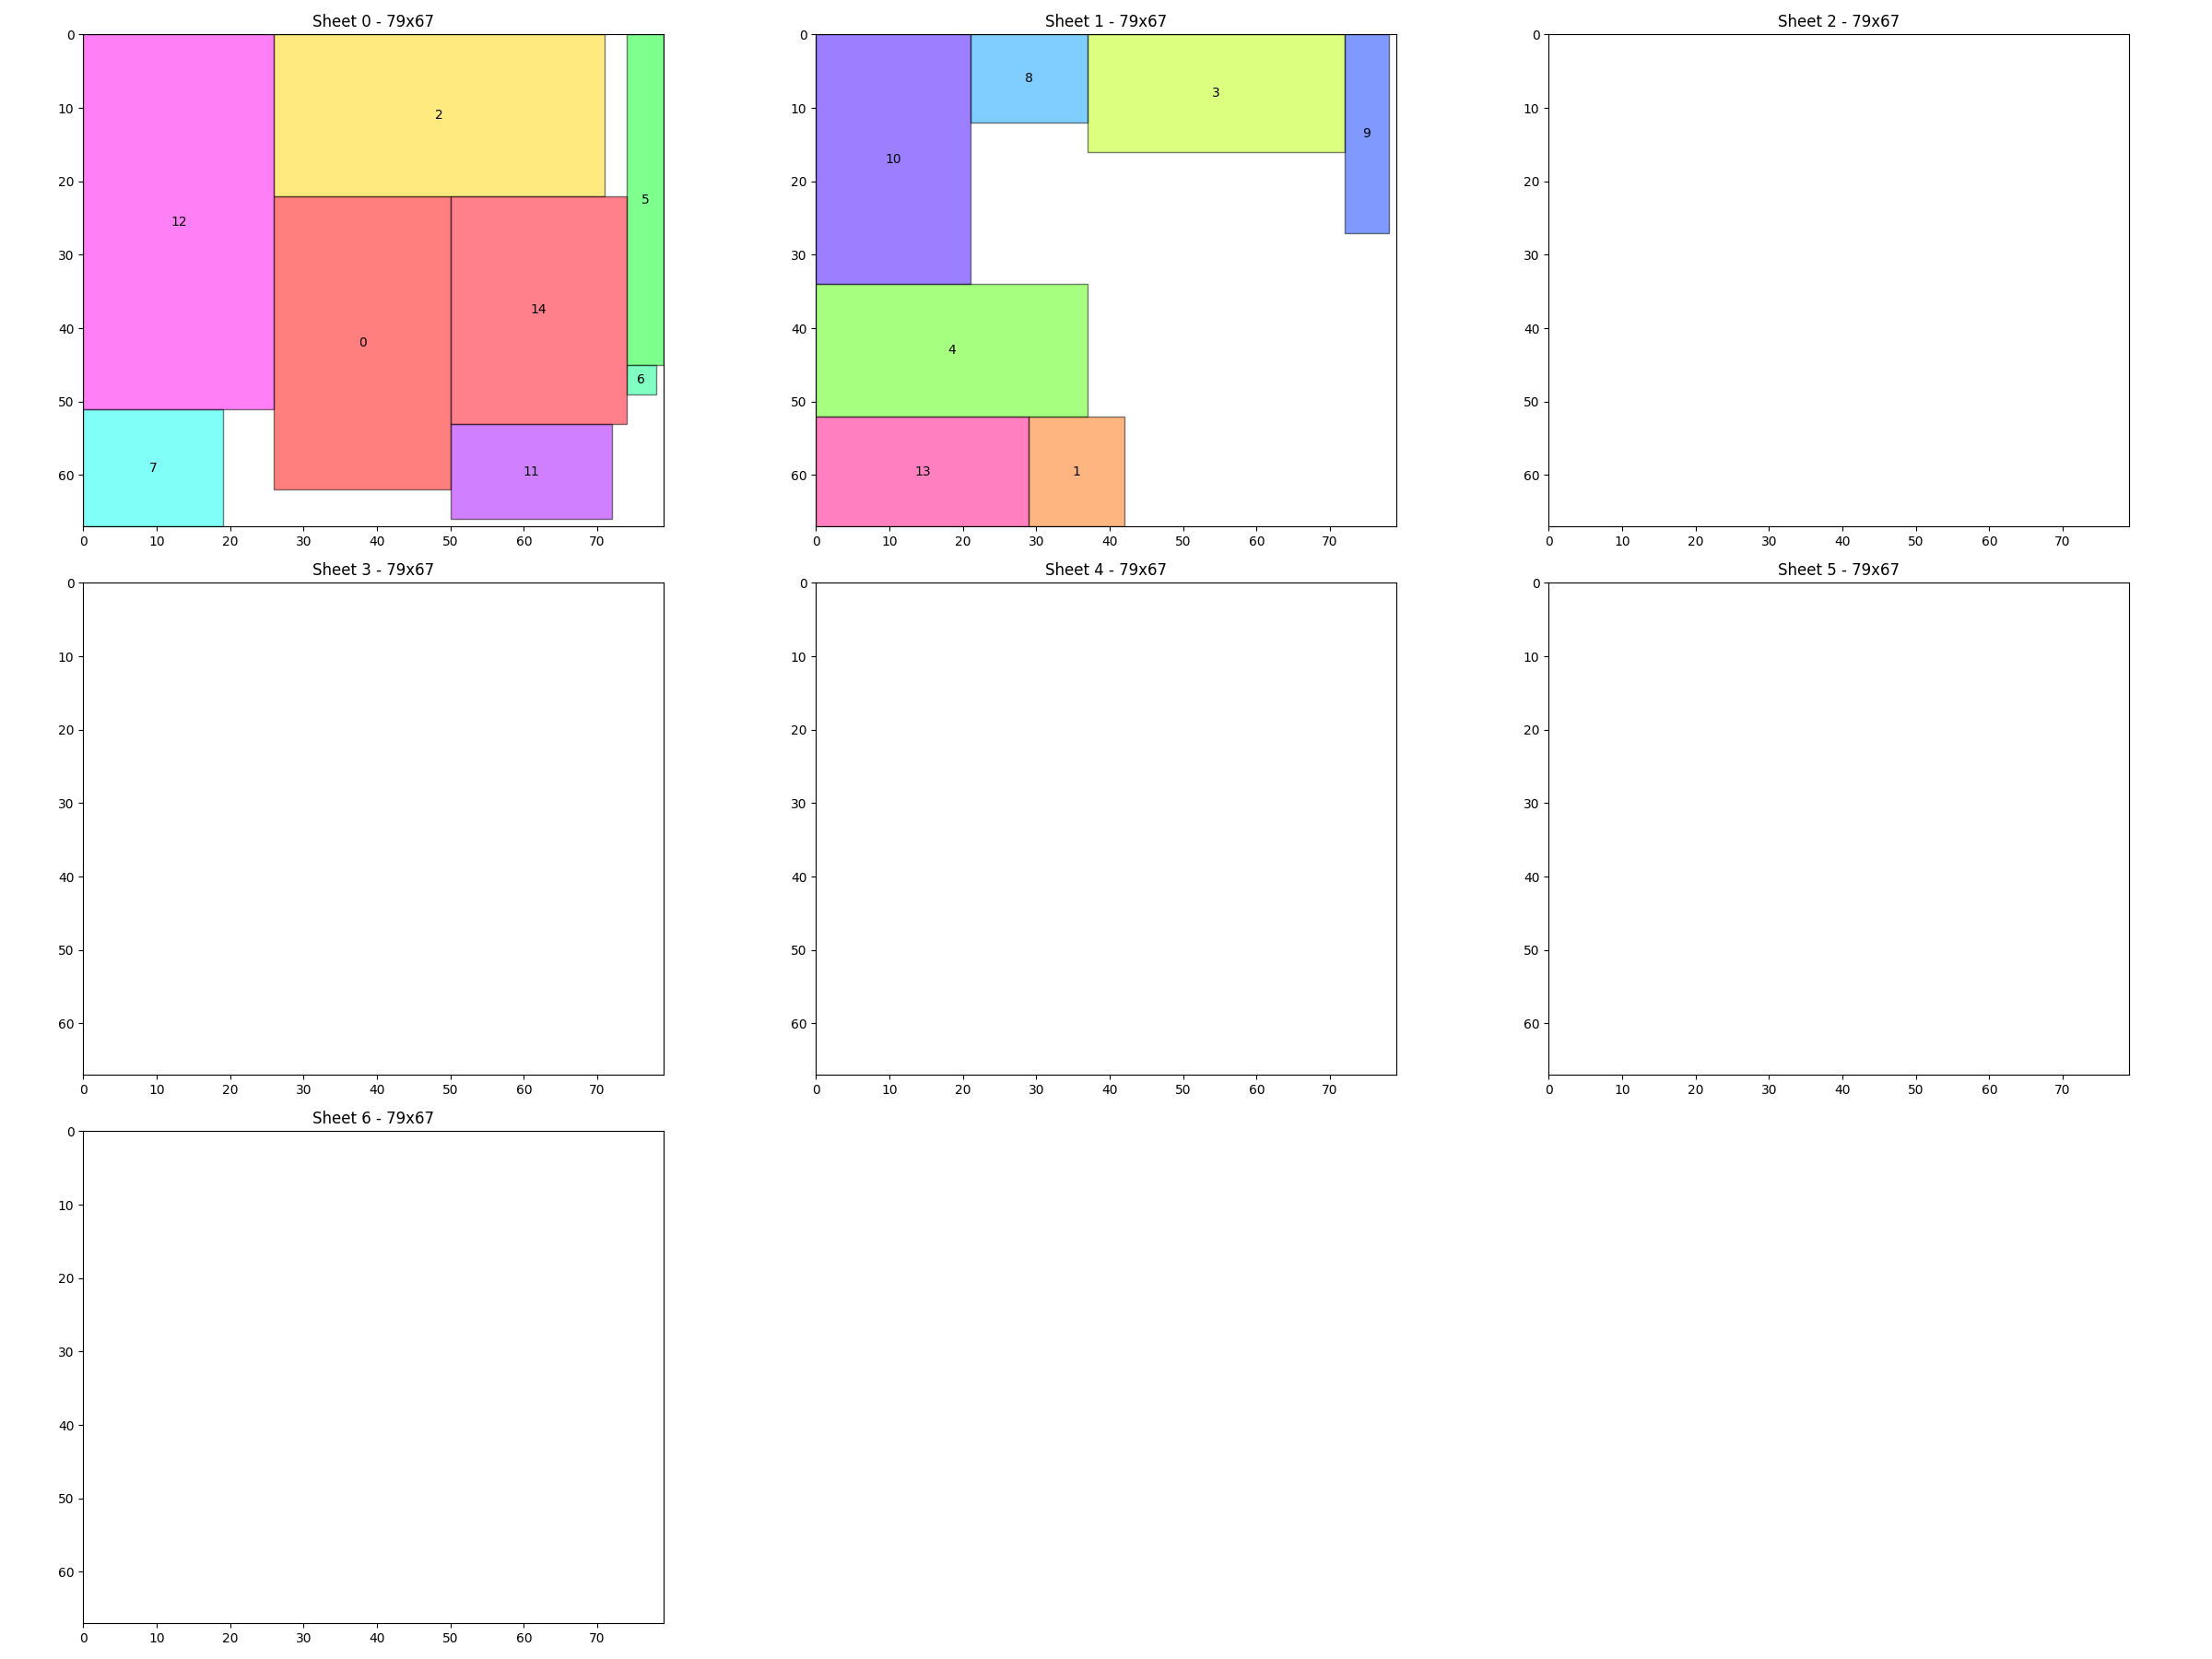 Sheet 0 - 79x67
Sheet 1 - 79x67
Sheet 2 - 79x67
0 0 0
12 2 5 10 8 3 9
10 10 10
20 20 20
30 30 30
0 14 4
40 40 40
6
50 50 50
7 11 13 1
60 60 60
0 10 20 30 40 50 60 70
0 10 20 30 40 50 60 70
0 10 20 30 40 50 60 70
Sheet 3 - 79x67
Sheet 4 - 79x67
Sheet 5 - 79x67
0 0 0
10 10 10
20 20 20
30 30 30
40 40 40
50 50 50
60 60 60
0 10 20 30 40 50 60 70
0 10 20 30 40 50 60 70
0 10 20 30 40 50 60 70
Sheet 6 - 79x67
0
10
20
30
40
50
60
0 10 20 30 40 50 60 70